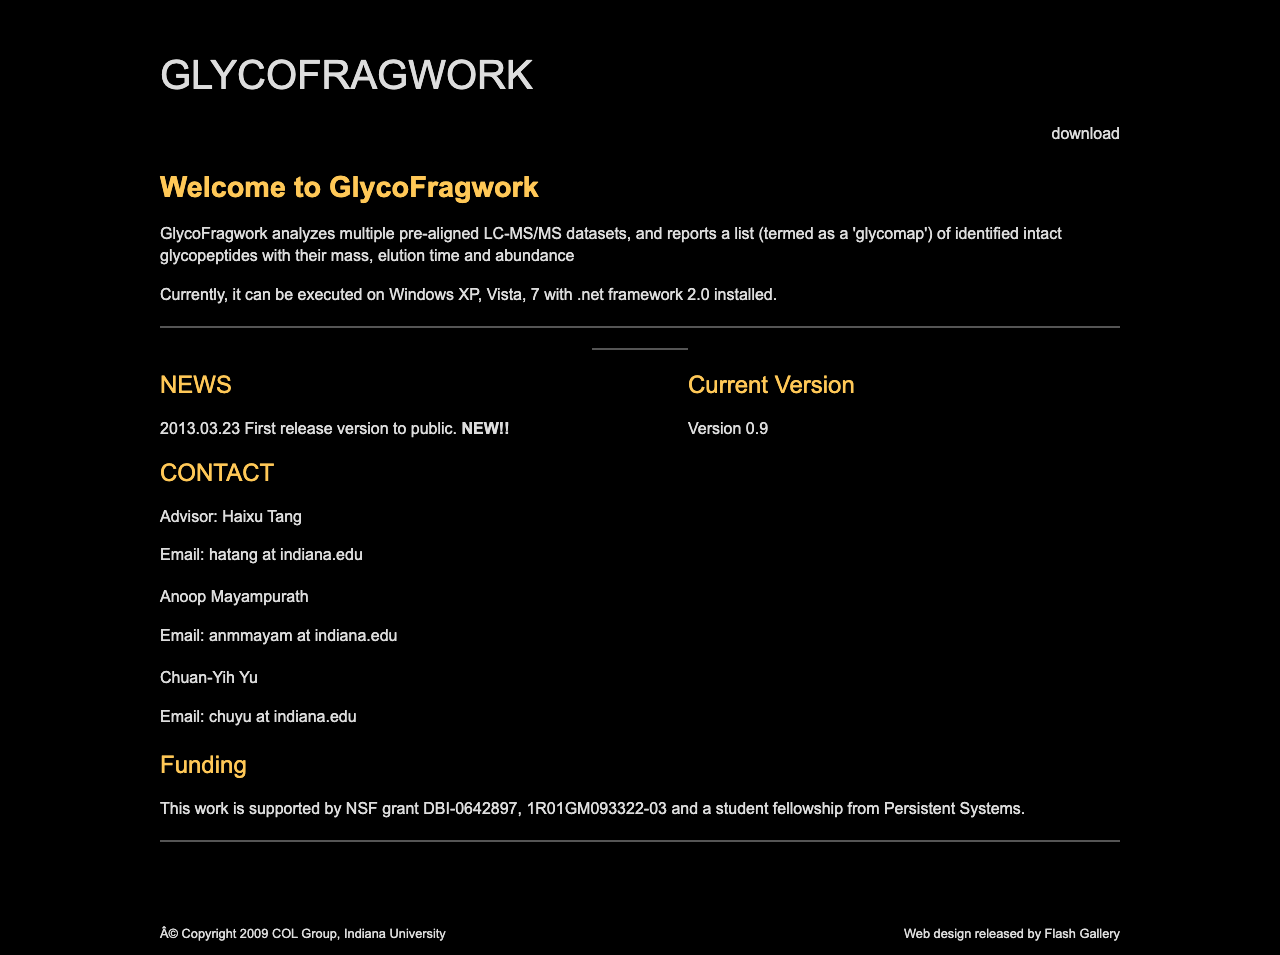 GLYCOFRAGWORK
download
Welcome to GlycoFragwork
GlycoFragwork analyzes multiple pre-aligned LC-MS/MS datasets, and reports a list (termed as a 'glycomap') of identified intact
glycopeptides with their mass, elution time and abundance
Currently, it can be executed on Windows XP, Vista, 7 with .net framework 2.0 installed.
NEWS
2013.03.23 First release version to public. NEW!!
Current Version
Version 0.9
CONTACT
Advisor: Haixu Tang
Email: hatang at indiana.edu
Anoop Mayampurath
Email: anmmayam at indiana.edu
Chuan-Yih Yu
Email: chuyu at indiana.edu
Funding
This work is supported by NSF grant DBI-0642897, 1R01GM093322-03 and a student fellowship from Persistent Systems.
Â© Copyright 2009 COL Group, Indiana University
Web design released by Flash Gallery